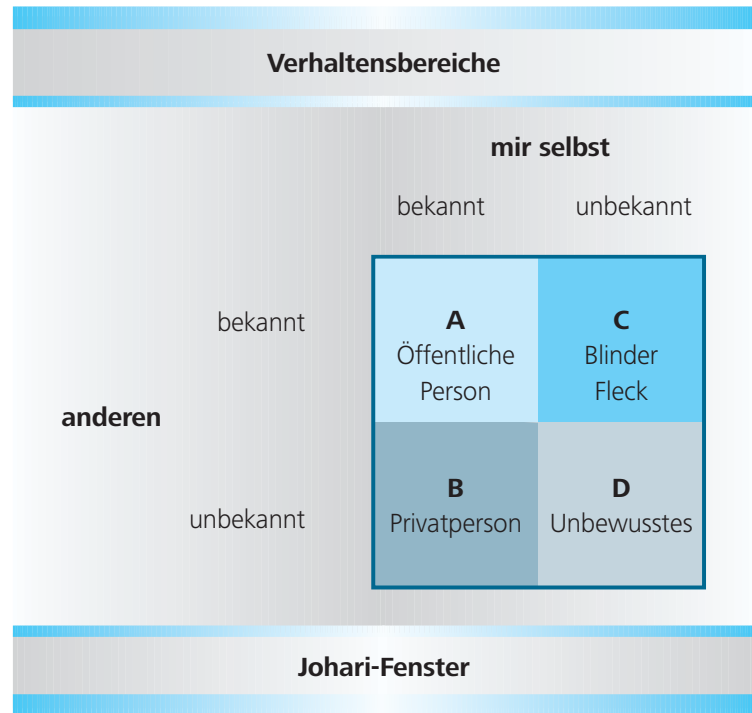 Verhaltensbereiche
mir selbst
bekannt unbekannt
bekannt
A
Öffentliche
Person
C
Blinder
Fleck
anderen
unbekannt
B
Privatperson
D
Unbewusstes
Johari-Fenster